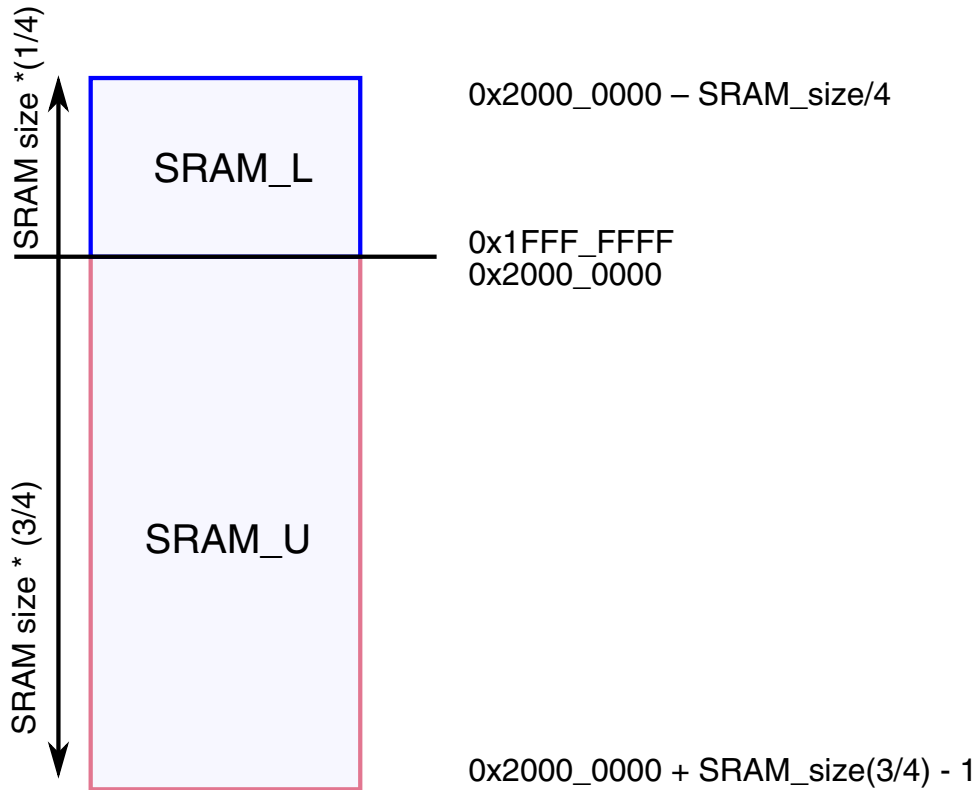 SRAM size *(1/4)
0x2000_0000 – SRAM_size/4
SRAM_L
0x1FFF_FFFF
0x2000_0000
SRAM size * (3/4)
SRAM_U
0x2000_0000 + SRAM_size(3/4) - 1